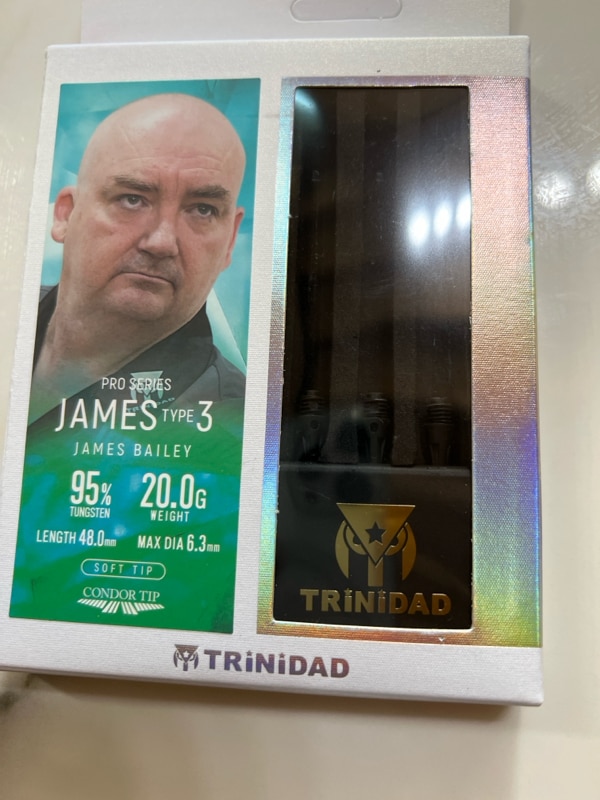 PRO SERIES
JAMES TYPE 3
JAMES BAILEY
95% 20.0G
TUNGSTEN WEIGHT
LENGTH 48.0mm MAX DIA 6.3mm
SOFT TIP
CONDOR TIP
TRiNiDAD
TRiNiDAD